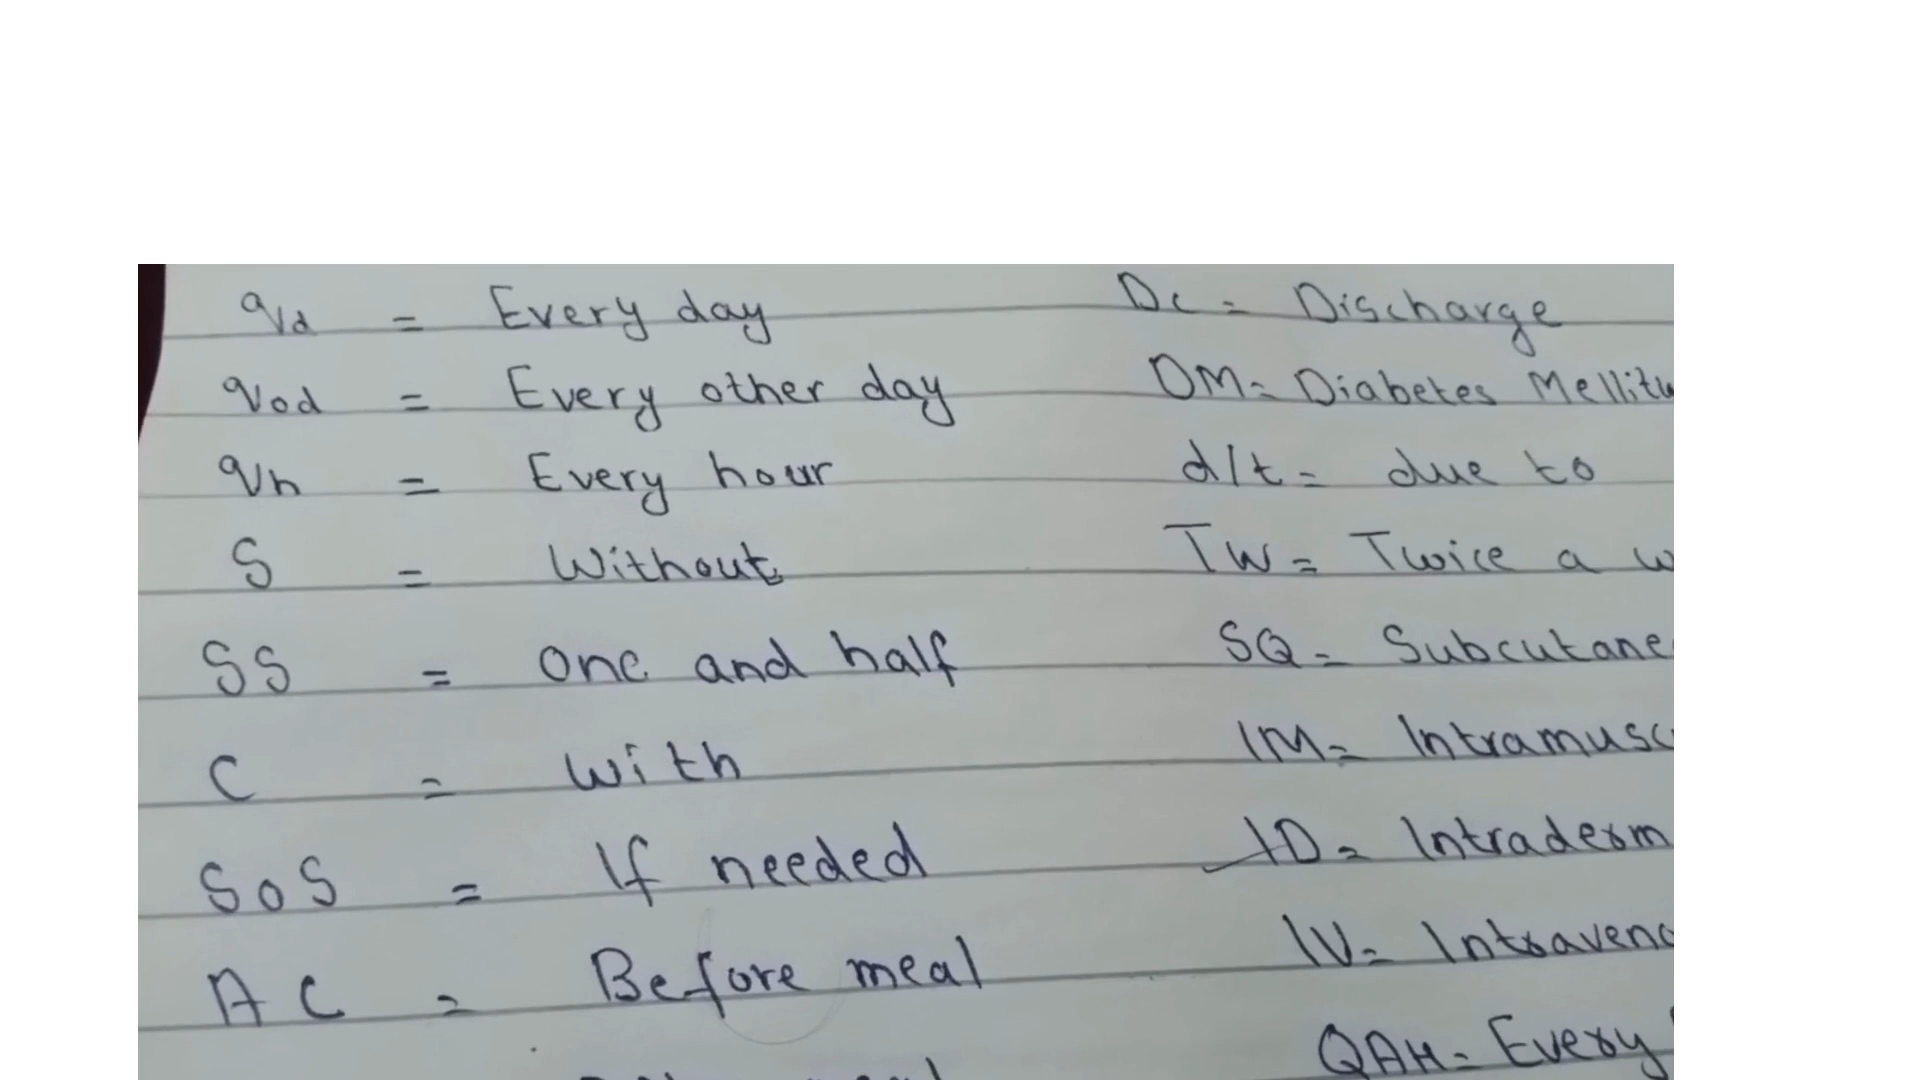 qd = Every day
qod = Every other day
qh = Every hour
S = Without
SS = One and half
C = With
SOS = If needed
AC = Before meal
Dc = Discharge
DM = Diabetes Mellitu
d/t = due to
TW = Twice a w
SQ = Subcutane
IM = Intramusc
ID = Intraderm
IV = Intraveno
QAH = Every